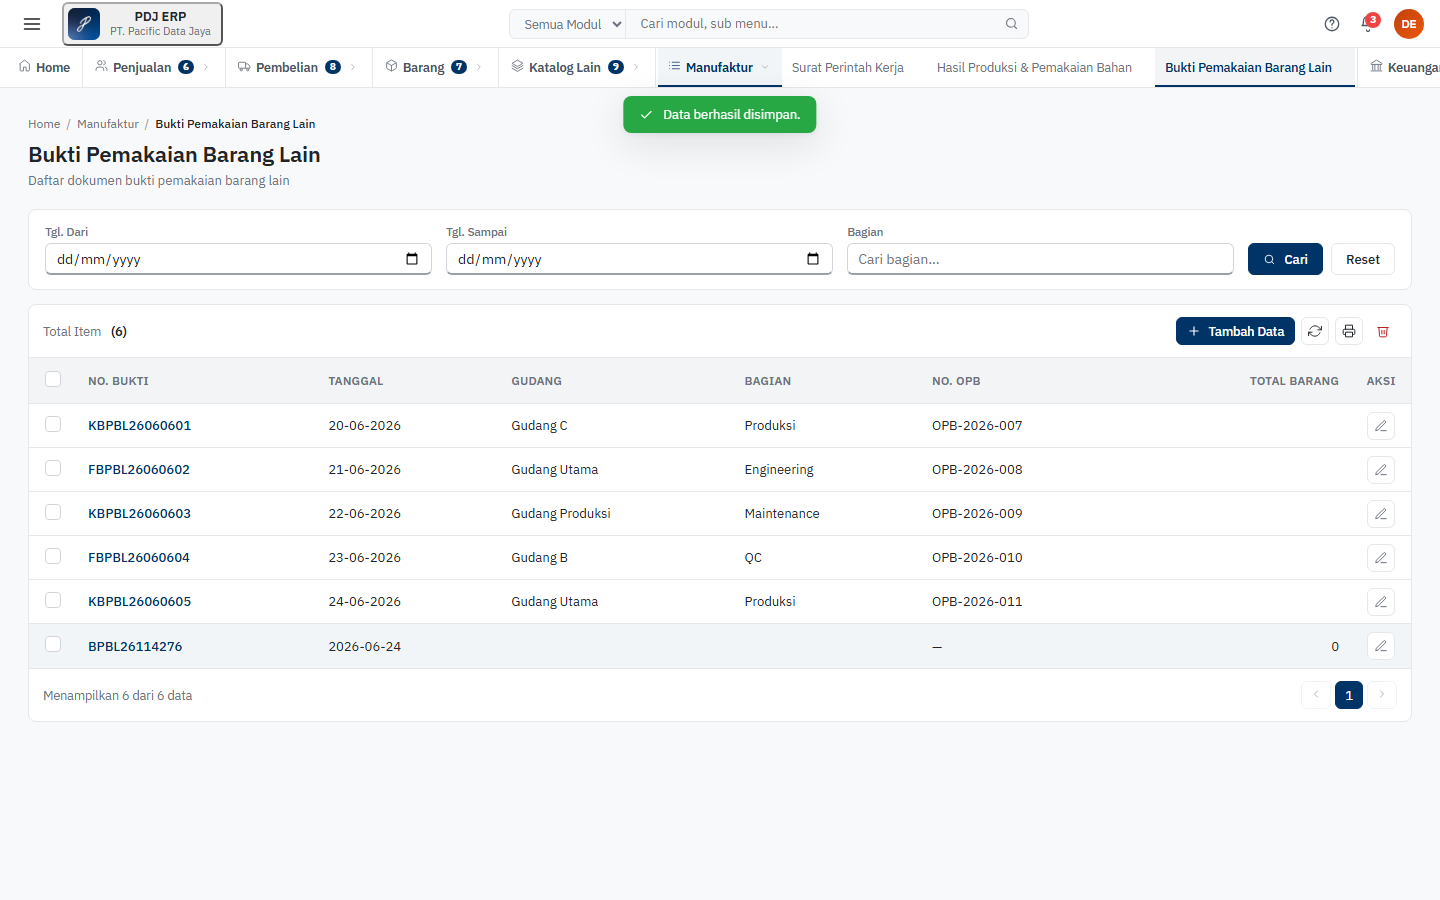 PDJ ERP
PT. Pacific Data Jaya
Semua Modul
Cari modul, sub menu...
3
DE
Home
Penjualan 6
Pembelian 8
Barang 7
Katalog Lain 9
Manufaktur
Surat Perintah Kerja
Hasil Produksi & Pemakaian Bahan
Bukti Pemakaian Barang Lain
Keuanga
Data berhasil disimpan.
Home / Manufaktur / Bukti Pemakaian Barang Lain
Bukti Pemakaian Barang Lain
Daftar dokumen bukti pemakaian barang lain
Tgl. Dari
Tgl. Sampai
Bagian
dd/mm/yyyy
dd/mm/yyyy
Cari bagian...
Cari
Reset
Total Item (6)
Tambah Data
NO. BUKTI TANGGAL GUDANG BAGIAN NO. OPB TOTAL BARANG AKSI
KBPBL26060601 20-06-2026 Gudang C Produksi OPB-2026-007
FBPBL26060602 21-06-2026 Gudang Utama Engineering OPB-2026-008
KBPBL26060603 22-06-2026 Gudang Produksi Maintenance OPB-2026-009
FBPBL26060604 23-06-2026 Gudang B QC OPB-2026-010
KBPBL26060605 24-06-2026 Gudang Utama Produksi OPB-2026-011
BPBL26114276 2026-06-24 — 0
Menampilkan 6 dari 6 data
1